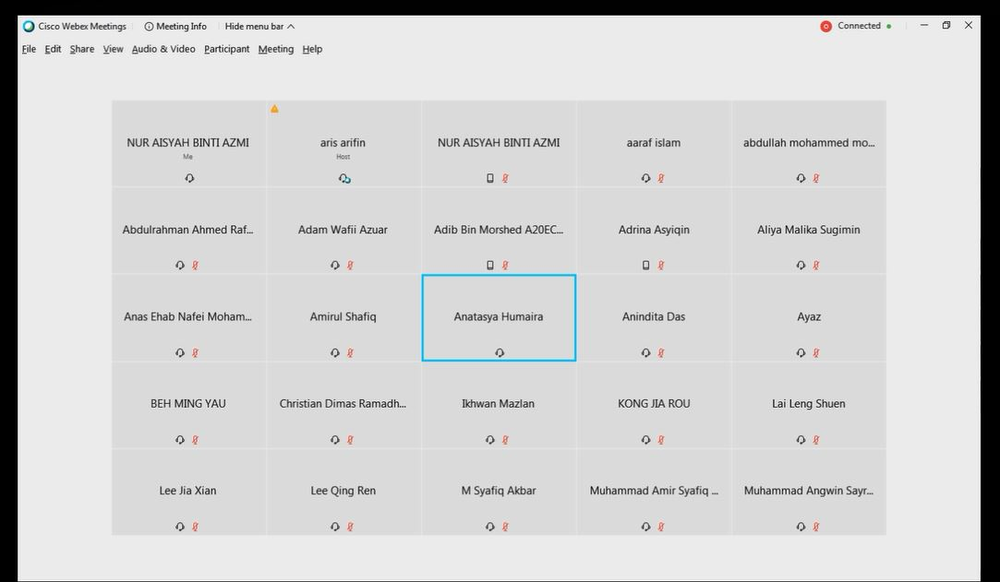 Cisco Webex Meetings Meeting Info Hide menu bar Connected
File Edit Share View Audio & Video Participant Meeting Help
NUR AISYAH BINTI AZMI aris arifin NUR AISYAH BINTI AZMI aaraf islam abdullah mohammed mo...
Me Host
Abdulrahman Ahmed Raf... Adam Wafii Azuar Adib Bin Morshed A20EC... Adrina Asyiqin Aliya Malika Sugimin
Anas Ehab Nafei Moham... Amirul Shafiq Anatasya Humaira Anindita Das Ayaz
BEH MING YAU Christian Dimas Ramadh... Ikhwan Mazlan KONG JIA ROU Lai Leng Shuen
Lee Jia Xian Lee Qing Ren M Syafiq Akbar Muhammad Amir Syafiq ... Muhammad Angwin Sayr...